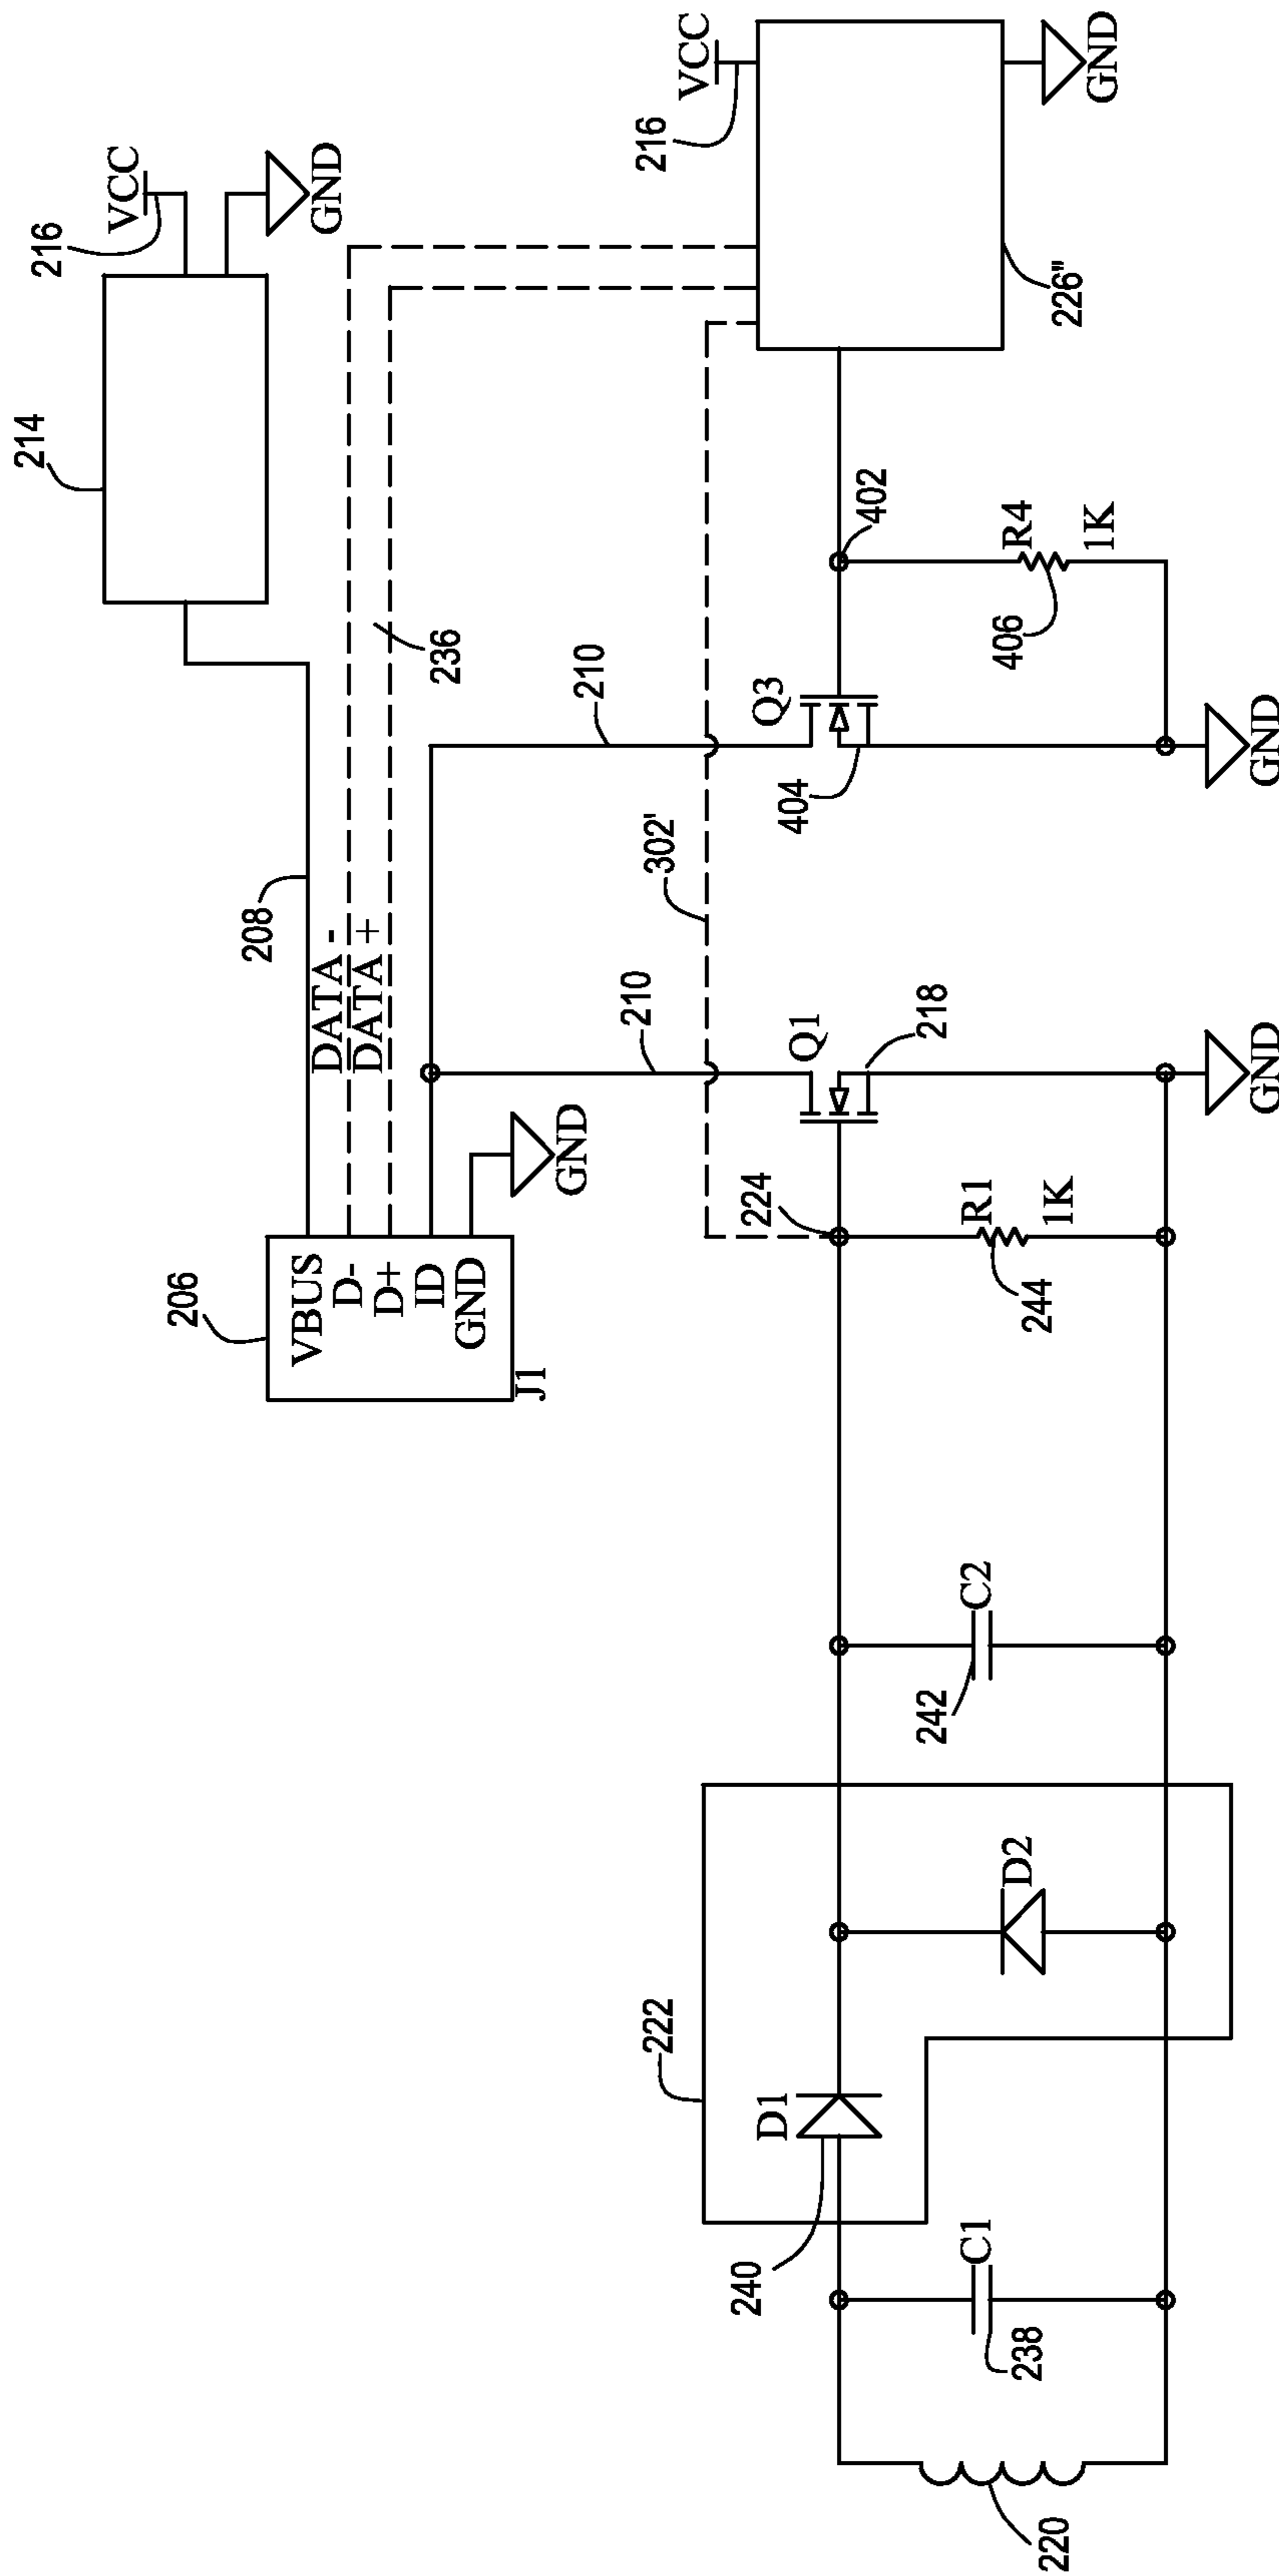 214
216
VCC
GND
206
VBUS
D-
D+
ID
GND
J1
208
DATA -
DATA +
236
GND
210
210
302'
216
VCC
226"
GND
Q1
218
224
R1
1K
244
GND
Q3
404
402
R4
1K
406
GND
C2
242
222
D1
240
D2
C1
238
220